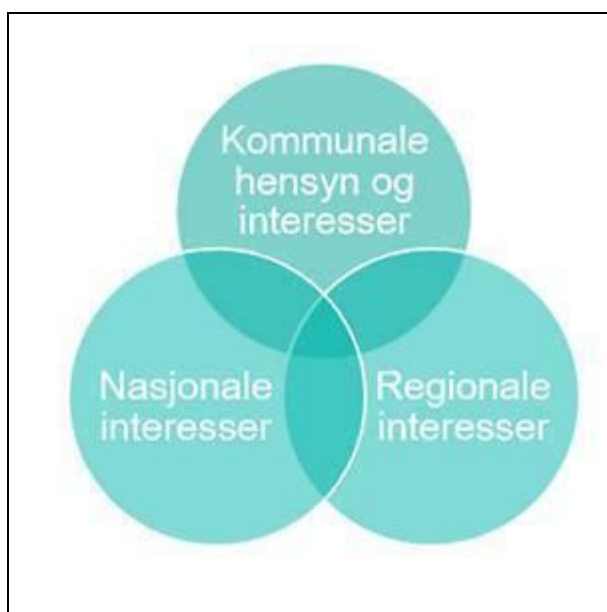 Kommunale
hensyn og
interesser
Nasjonale
interesser
Regionale
interesser